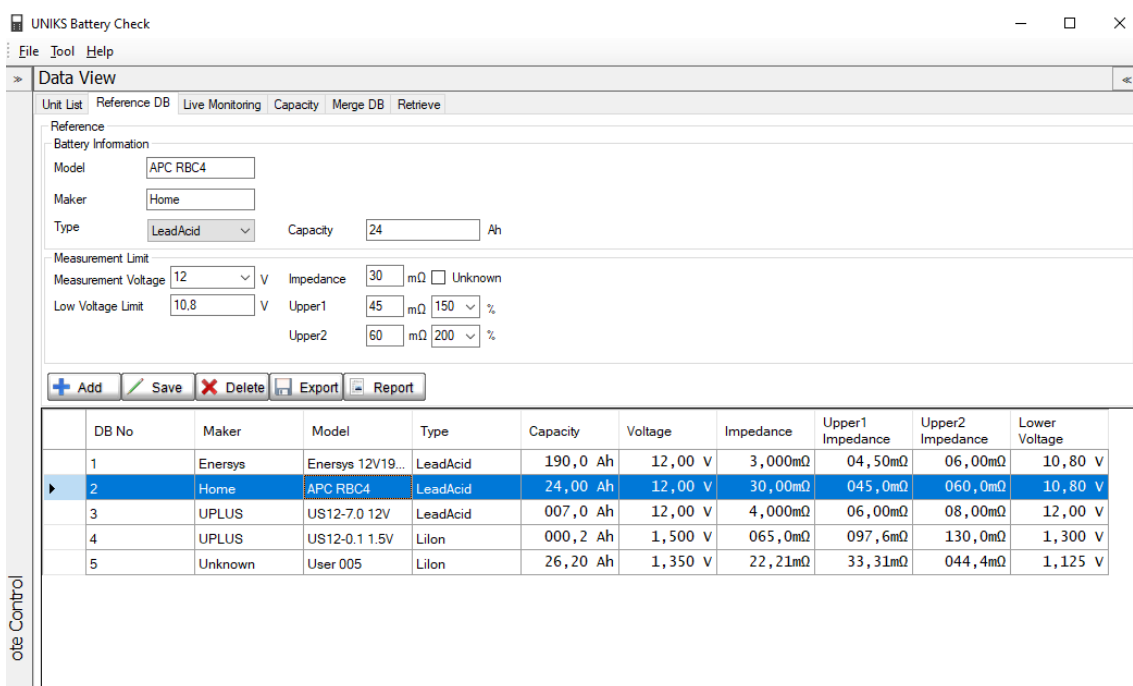 UNIKS Battery Check
File Tool Help
Data View
Unit List Reference DB Live Monitoring Capacity Merge DB Retrieve
Reference
Battery Information
Model APC RBC4
Maker Home
Type LeadAcid Capacity 24 Ah
Measurement Limit
Measurement Voltage 12 V Impedance 30 mΩ Unknown
Low Voltage Limit 10,8 V Upper1 45 mΩ 150 %
Upper2 60 mΩ 200 %
Add Save Delete Export Report
DB No Maker Model Type Capacity Voltage Impedance Upper1 Impedance Upper2 Impedance Lower Voltage
1 Enersys Enersys 12V19... LeadAcid 190,0 Ah 12,00 V 3,000mΩ 04,50mΩ 06,00mΩ 10,80 V
2 Home APC RBC4 LeadAcid 24,00 Ah 12,00 V 30,00mΩ 045,0mΩ 060,0mΩ 10,80 V
3 UPLUS US12-7.0 12V LeadAcid 007,0 Ah 12,00 V 4,000mΩ 06,00mΩ 08,00mΩ 12,00 V
4 UPLUS US12-0.1 1.5V LiIon 000,2 Ah 1,500 V 065,0mΩ 097,6mΩ 130,0mΩ 1,300 V
5 Unknown User 005 LiIon 26,20 Ah 1,350 V 22,21mΩ 33,31mΩ 044,4mΩ 1,125 V
ote Control